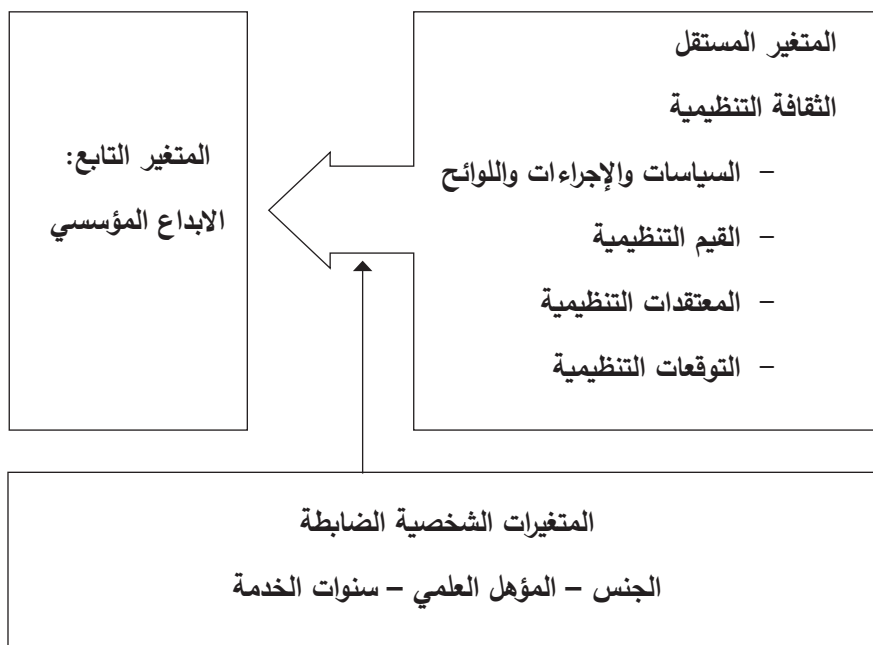 المتغير المستقل
الثقافة التنظيمية
– السياسات والإجراءات واللوائح
– القيم التنظيمية
– المعتقدات التنظيمية
– التوقعات التنظيمية
المتغير التابع:
الابداع المؤسسي
المتغيرات الشخصية الضابطة
الجنس – المؤهل العلمي – سنوات الخدمة